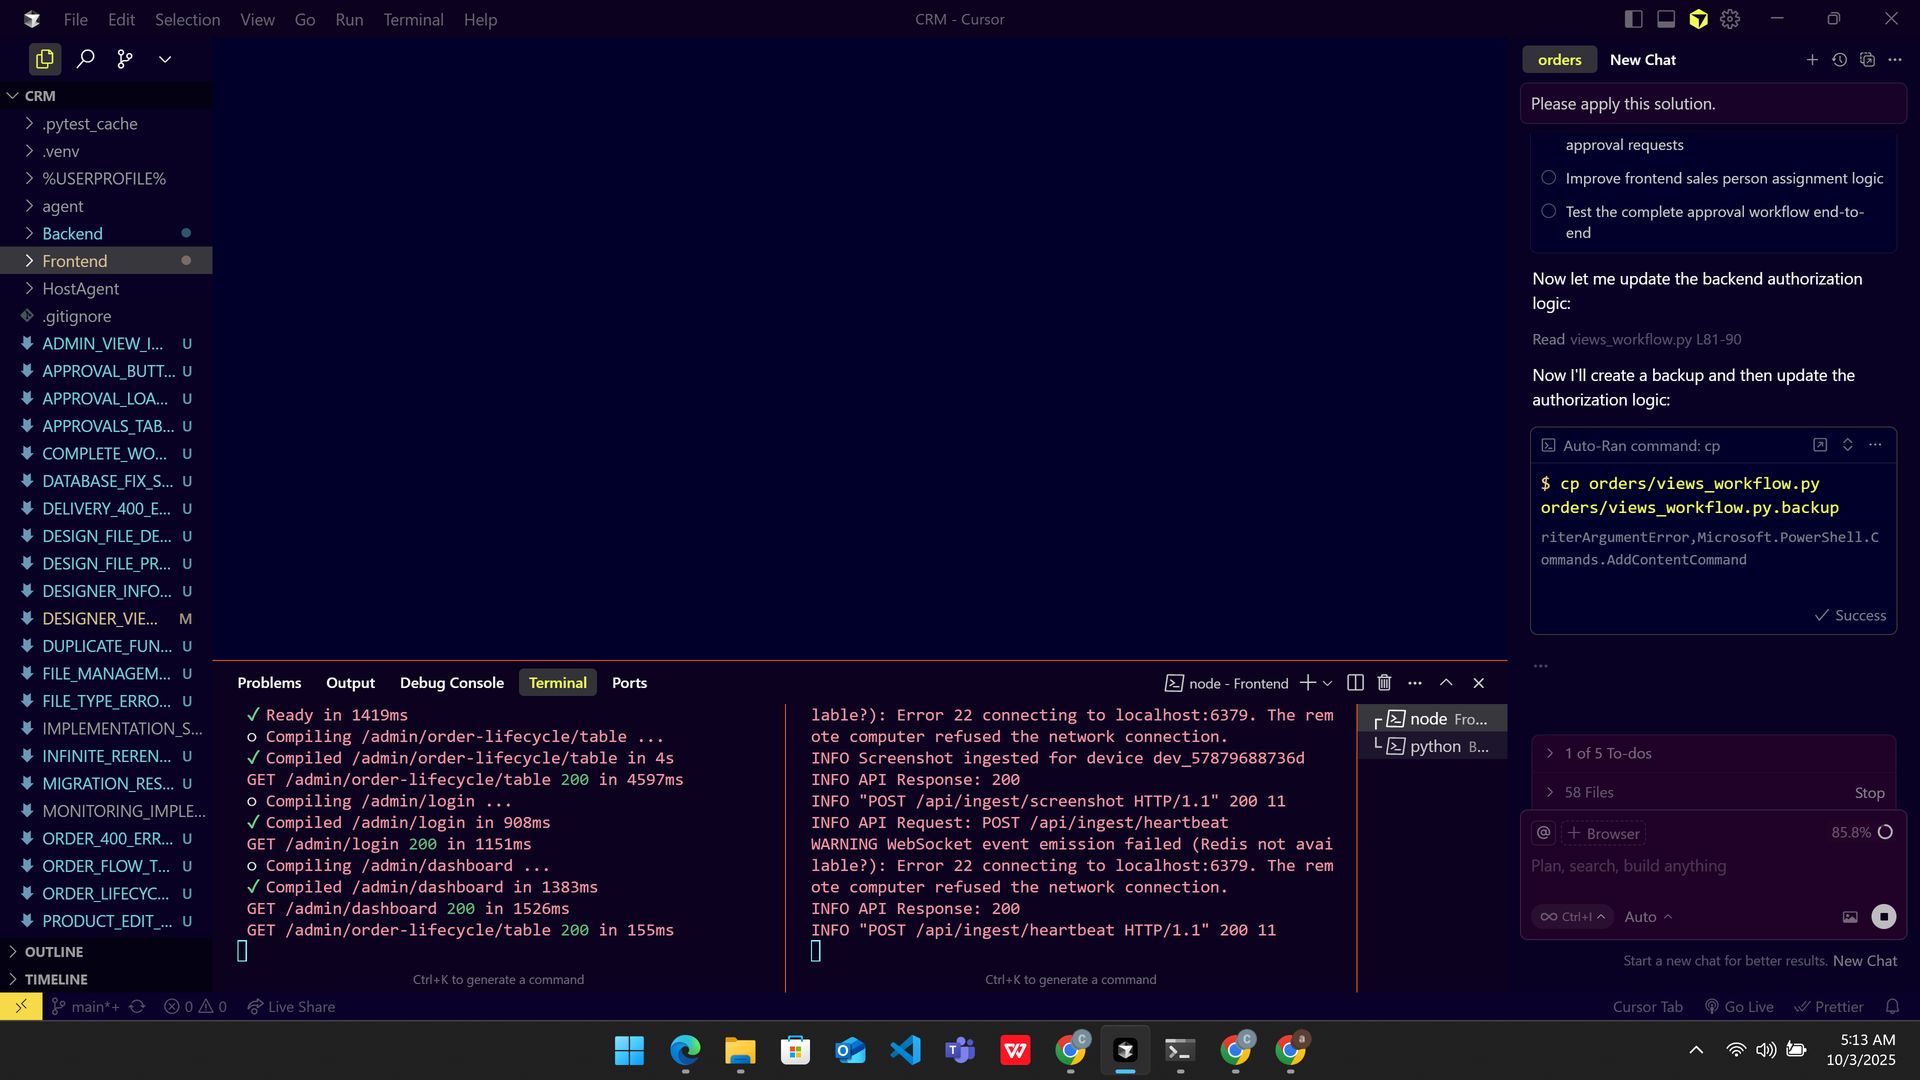 File Edit Selection View Go Run Terminal Help
CRM - Cursor
CRM
.pytest_cache
.venv
%USERPROFILE%
agent
Backend
Frontend
HostAgent
.gitignore
ADMIN_VIEW_I... U
APPROVAL_BUTT... U
APPROVAL_LOA... U
APPROVALS_TAB... U
COMPLETE_WO... U
DATABASE_FIX_S... U
DELIVERY_400_E... U
DESIGN_FILE_DE... U
DESIGN_FILE_PR... U
DESIGNER_INFO... U
DESIGNER_VIE... M
DUPLICATE_FUN... U
FILE_MANAGEM... U
FILE_TYPE_ERRO... U
IMPLEMENTATION_S...
INFINITE_REREN... U
MIGRATION_RES... U
MONITORING_IMPLE...
ORDER_400_ERR... U
ORDER_FLOW_T... U
ORDER_LIFECYC... U
PRODUCT_EDIT_... U
OUTLINE
TIMELINE
Problems Output Debug Console Terminal Ports
node - Frontend
✓ Ready in 1419ms
○ Compiling /admin/order-lifecycle/table ...
✓ Compiled /admin/order-lifecycle/table in 4s
GET /admin/order-lifecycle/table 200 in 4597ms
○ Compiling /admin/login ...
✓ Compiled /admin/login in 908ms
GET /admin/login 200 in 1151ms
○ Compiling /admin/dashboard ...
✓ Compiled /admin/dashboard in 1383ms
GET /admin/dashboard 200 in 1526ms
GET /admin/order-lifecycle/table 200 in 155ms
Ctrl+K to generate a command
lable?): Error 22 connecting to localhost:6379. The rem
ote computer refused the network connection.
INFO Screenshot ingested for device dev_57879688736d
INFO API Response: 200
INFO "POST /api/ingest/screenshot HTTP/1.1" 200 11
INFO API Request: POST /api/ingest/heartbeat
WARNING WebSocket event emission failed (Redis not avai
lable?): Error 22 connecting to localhost:6379. The rem
ote computer refused the network connection.
INFO API Response: 200
INFO "POST /api/ingest/heartbeat HTTP/1.1" 200 11
Ctrl+K to generate a command
node Fro...
python B...
orders New Chat
Please apply this solution.
approval requests
Improve frontend sales person assignment logic
Test the complete approval workflow end-to-
end
Now let me update the backend authorization
logic:
Read views_workflow.py L81-90
Now I'll create a backup and then update the
authorization logic:
Auto-Ran command: cp
$ cp orders/views_workflow.py
orders/views_workflow.py.backup
riterArgumentError,Microsoft.PowerShell.C
ommands.AddContentCommand
Success
...
1 of 5 To-dos
58 Files Stop
@ + Browser 85.8%
Plan, search, build anything
∞ Ctrl+I Auto
Start a new chat for better results. New Chat
main*+ 0 0 Live Share
Cursor Tab Go Live Prettier
5:13 AM
10/3/2025